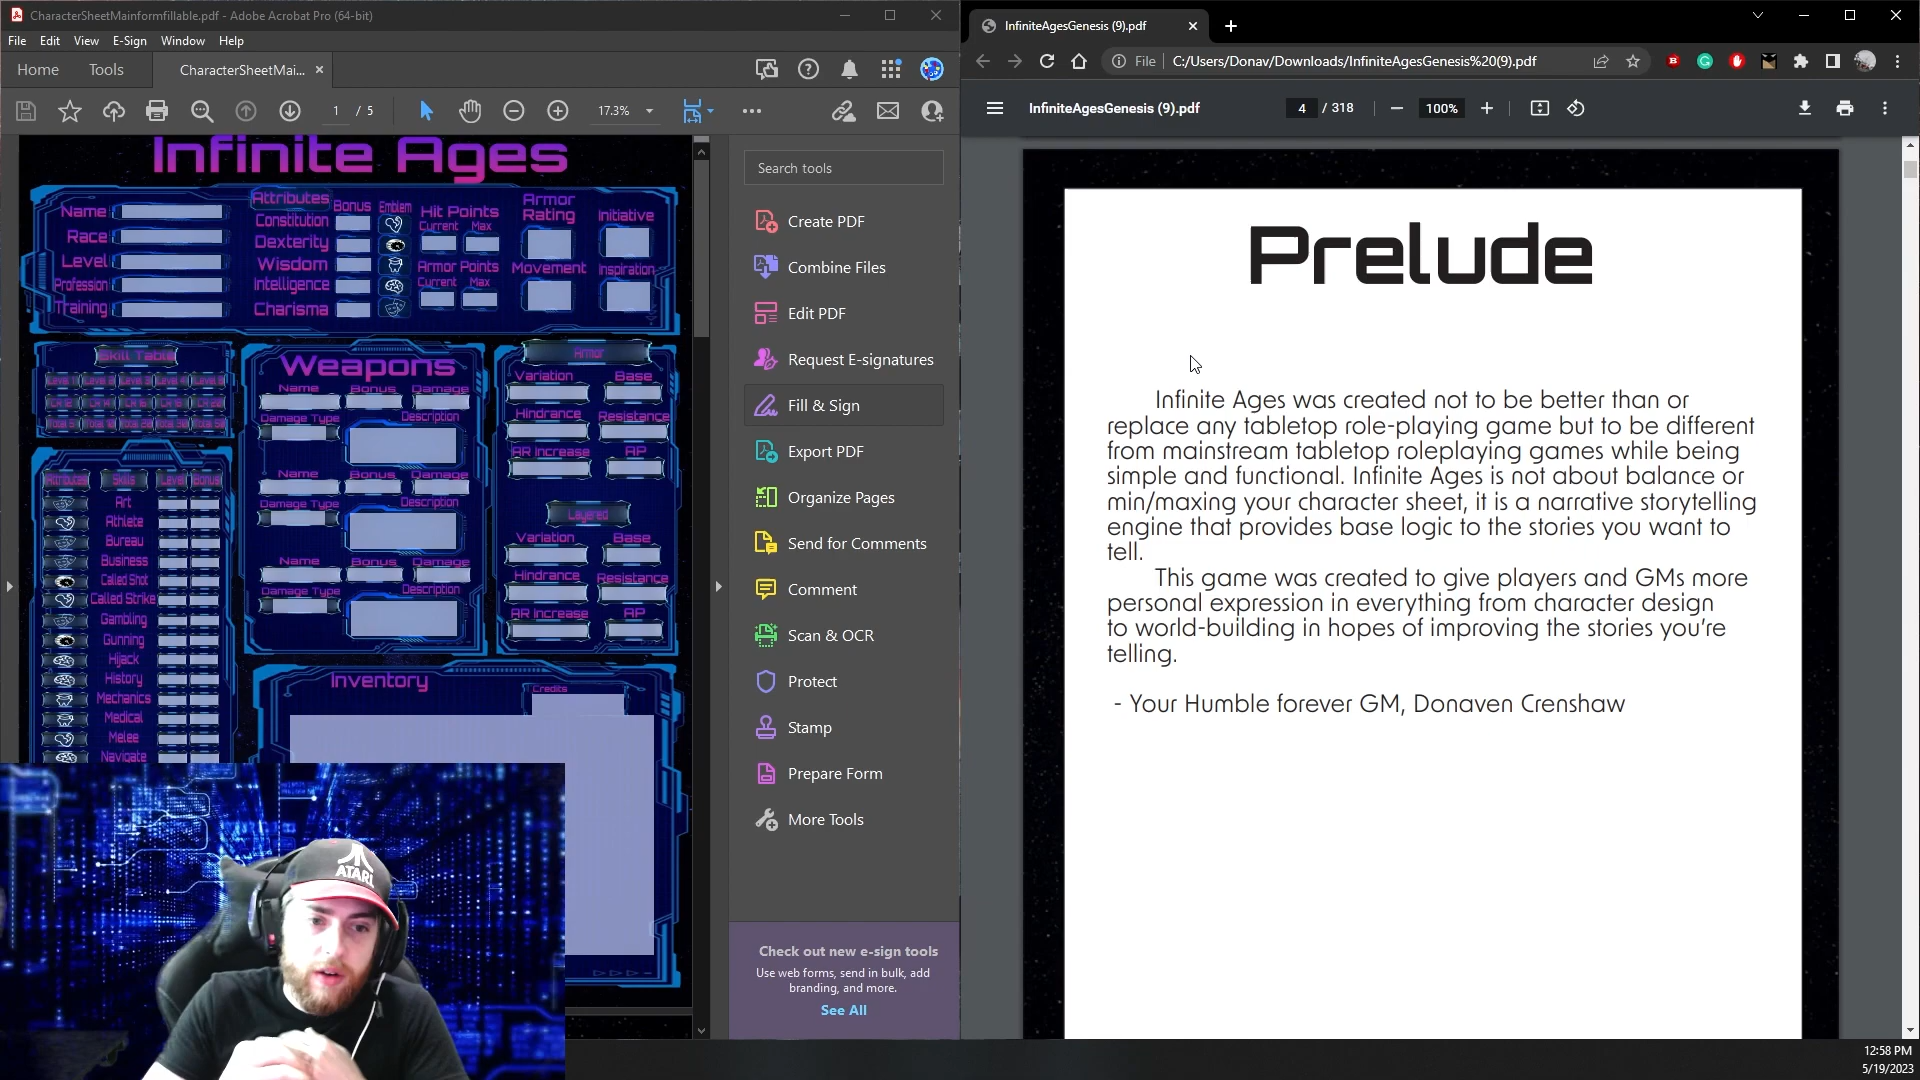 CharacterSheetMainformfillable.pdf - Adobe Acrobat Pro (64-bit)
File Edit View E-Sign Window Help
Home Tools CharacterSheetMai...
1 / 5 17.3%
Infinite Ages
Name
Race
Level
Profession
Training
Attributes Bonus Emblem
Constitution
Dexterity
Wisdom
Intelligence
Charisma
Hit Points
Current Max
Armor Points
Current Max
Armor Rating
Movement
Initiative
Inspiration
Skill Table
Attributes Skills Level Bonus
Art
Athlete
Bureau
Business
Called Shot
Called Strike
Gambling
Gunning
Hijack
History
Mechanics
Medical
Melee
Navigate
Weapons
Name Bonus Damage
Damage Type Description
Name Bonus Damage
Damage Type Description
Name Bonus Damage
Damage Type Description
Armor
Variation Base
Hindrance Resistance
AR Increase AP
Layered
Variation Base
Hindrance Resistance
AR Increase AP
Inventory
Credits
ATARI
Search tools
Create PDF
Combine Files
Edit PDF
Request E-signatures
Fill & Sign
Export PDF
Organize Pages
Send for Comments
Comment
Scan & OCR
Protect
Stamp
Prepare Form
More Tools
Check out new e-sign tools
Use web forms, send in bulk, add
branding, and more.
See All
InfiniteAgesGenesis (9).pdf
File C:/Users/Donav/Downloads/InfiniteAgesGenesis%20(9).pdf
InfiniteAgesGenesis (9).pdf 4 / 318 100%
Prelude
Infinite Ages was created not to be better than or
replace any tabletop role-playing game but to be different
from mainstream tabletop roleplaying games while being
simple and functional. Infinite Ages is not about balance or
min/maxing your character sheet, it is a narrative storytelling
engine that provides base logic to the stories you want to
tell.
This game was created to give players and GMs more
personal expression in everything from character design
to world-building in hopes of improving the stories you're
telling.
- Your Humble forever GM, Donaven Crenshaw
12:58 PM
5/19/2023